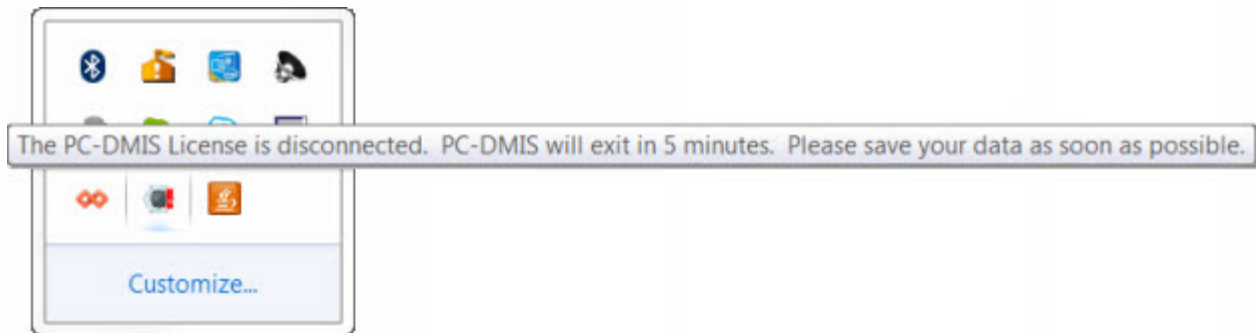 The PC-DMIS License is disconnected. PC-DMIS will exit in 5 minutes. Please save your data as soon as possible.
Customize...